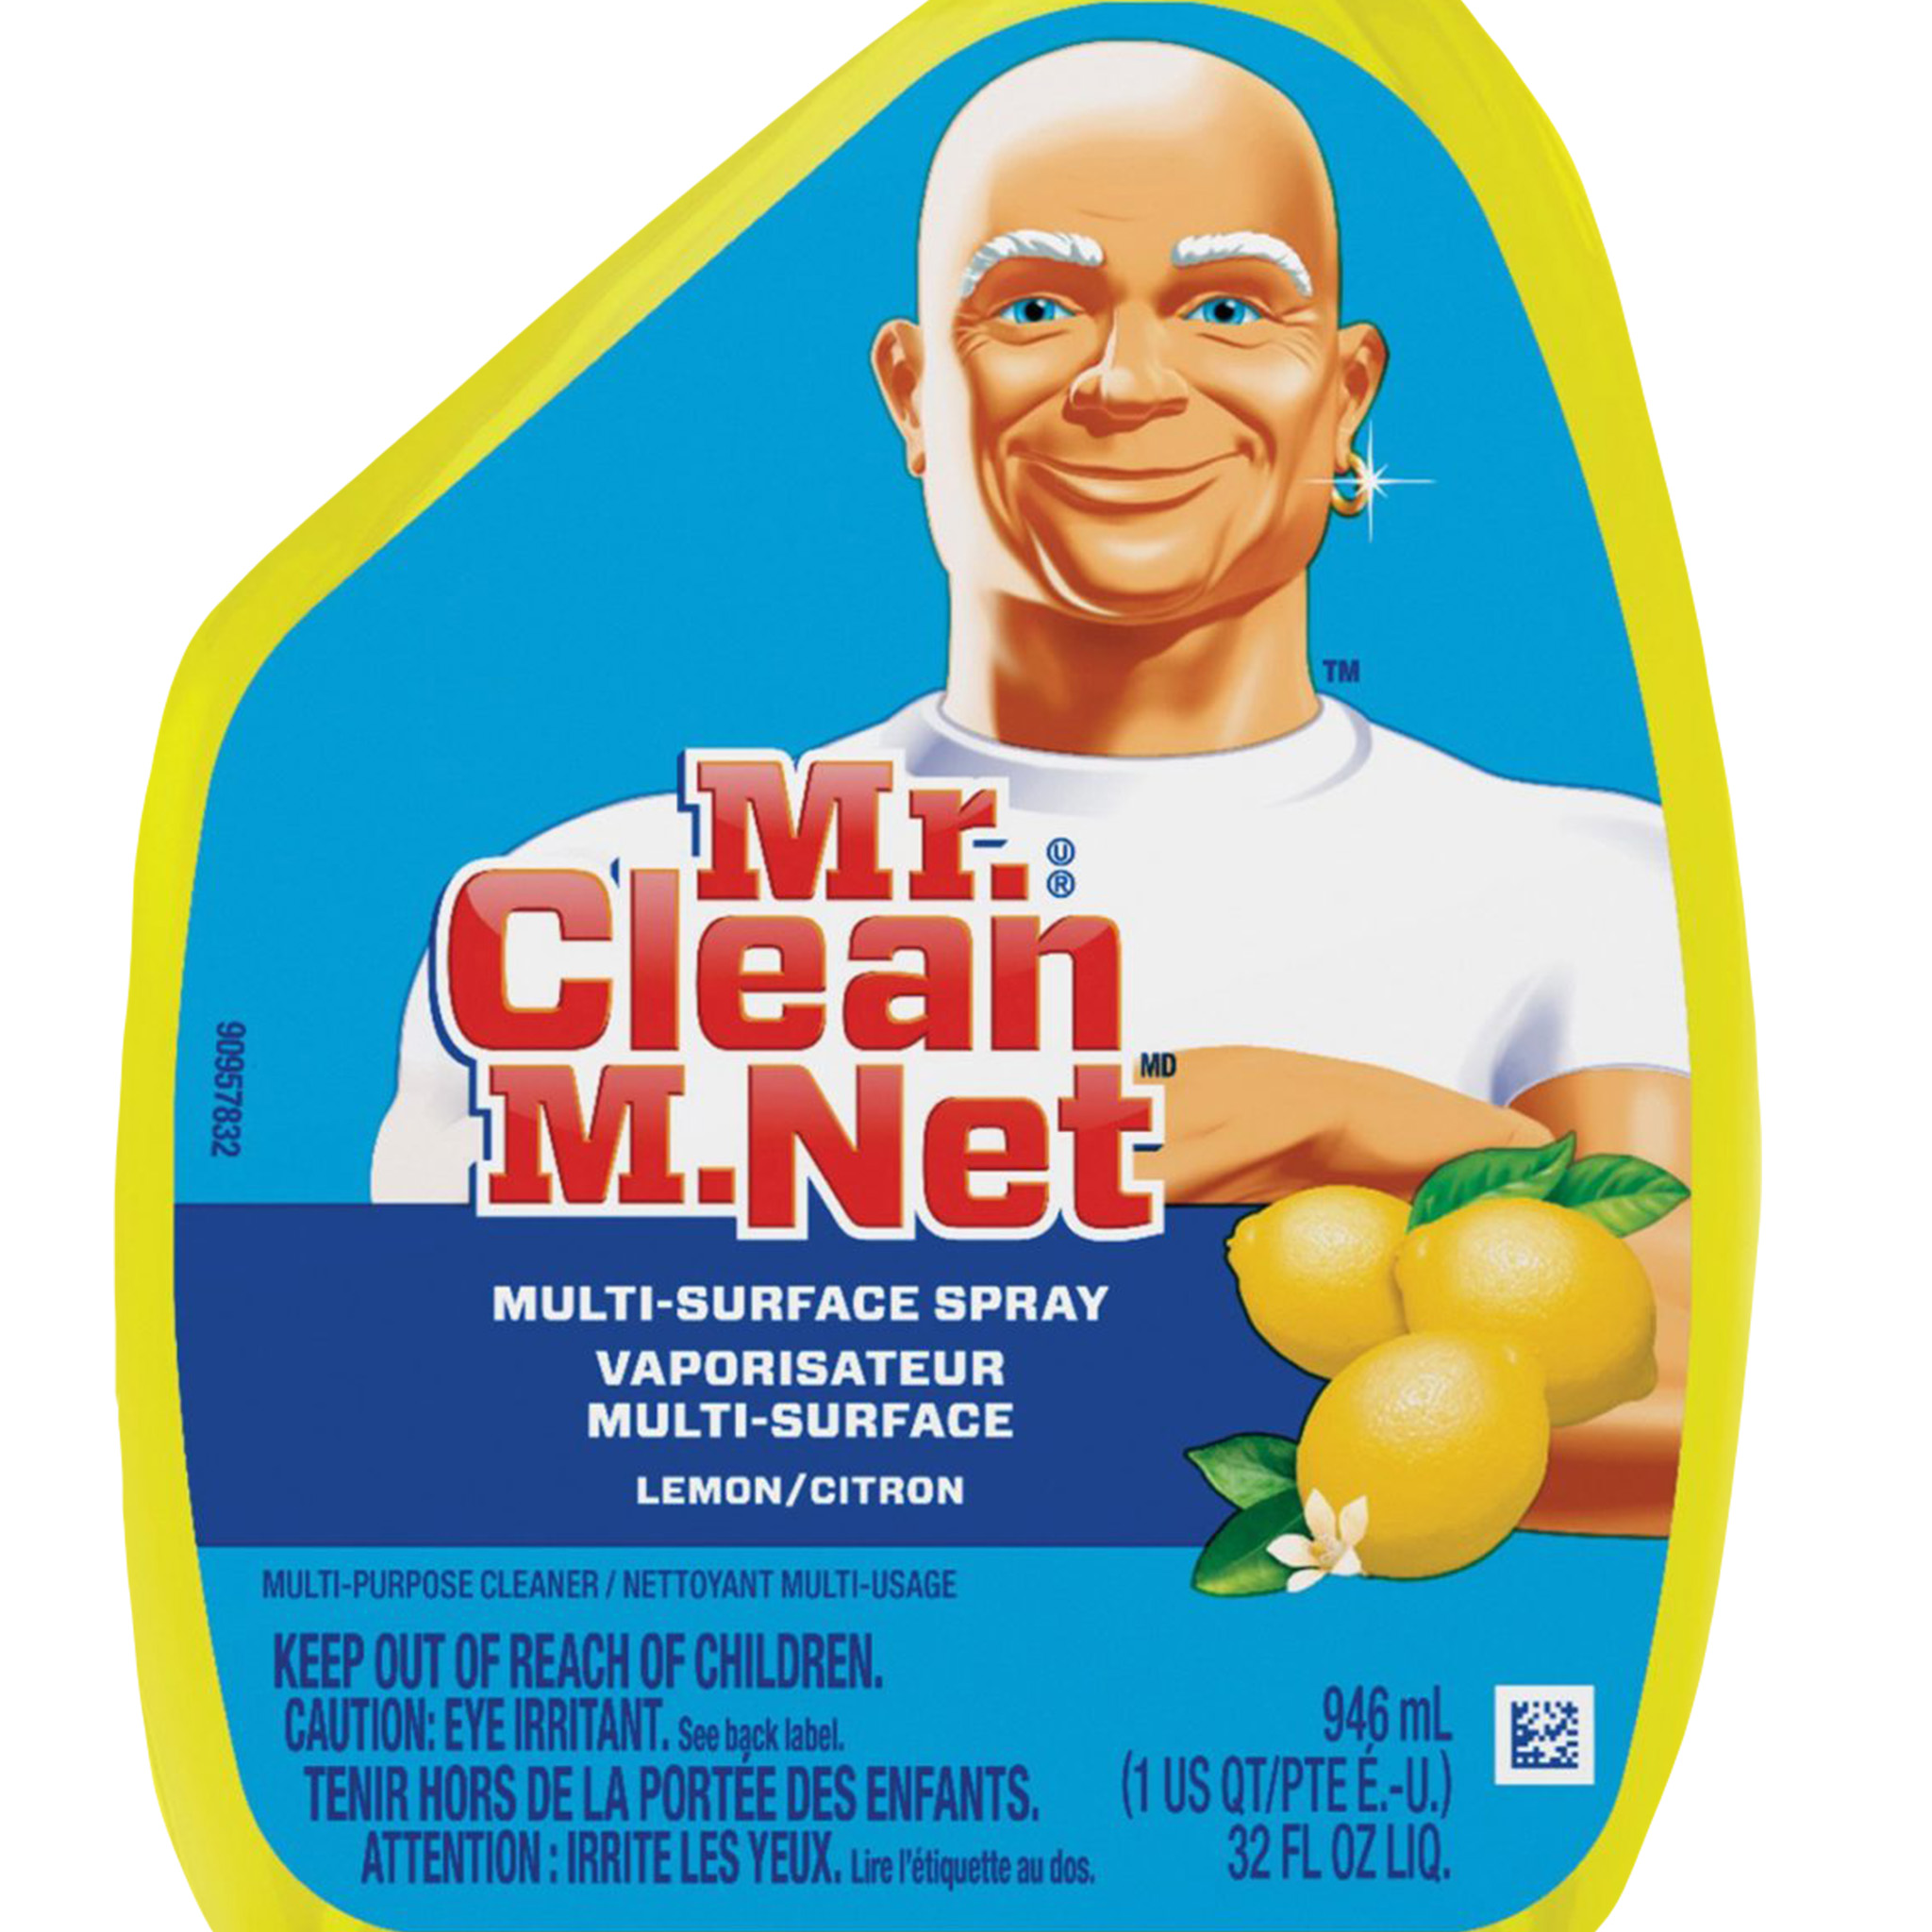 TM
Mr.
Clean
M.Net
U
®
MD
90957832
MULTI-SURFACE SPRAY
VAPORISATEUR
MULTI-SURFACE
LEMON/CITRON
MULTI-PURPOSE CLEANER / NETTOYANT MULTI-USAGE
KEEP OUT OF REACH OF CHILDREN.
CAUTION: EYE IRRITANT. See back label.
TENIR HORS DE LA PORTÉE DES ENFANTS.
ATTENTION : IRRITE LES YEUX. Lire l'étiquette au dos.
946 mL
(1 US QT/PTE É.-U.)
32 FL OZ LIQ.